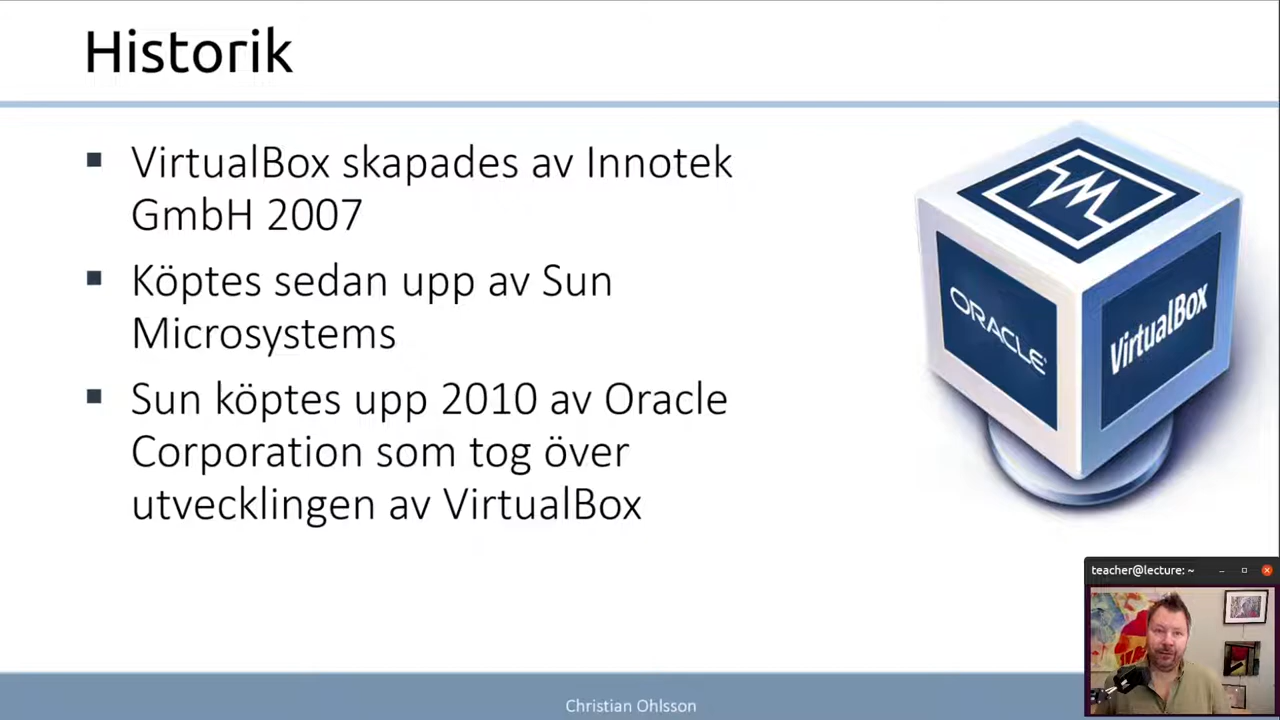 Historik
▪ VirtualBox skapades av Innotek
GmbH 2007
▪ Köptes sedan upp av Sun
Microsystems
▪ Sun köptes upp 2010 av Oracle
Corporation som tog över
utvecklingen av VirtualBox
ORACLE
VirtualBox
teacher@lecture: ~
Christian Ohlsson